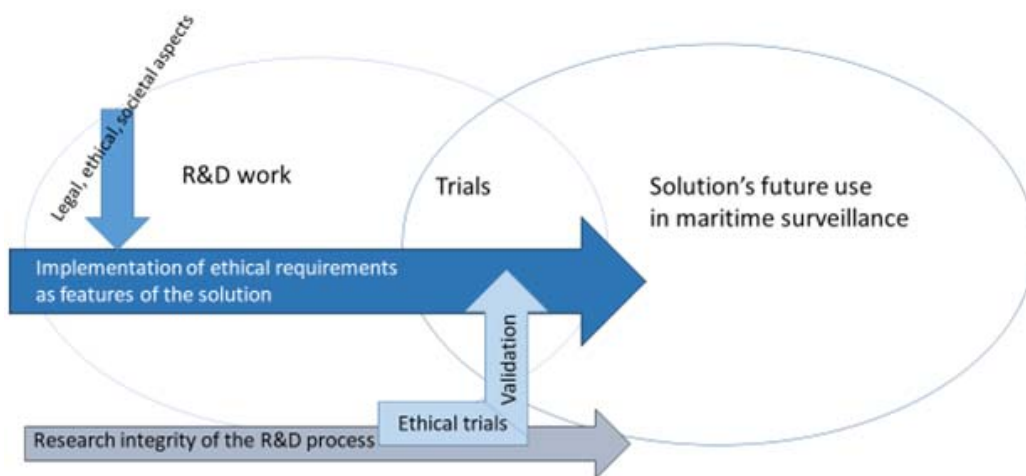 Legal, ethical, societal aspects
R&D work
Trials
Solution's future use
in maritime surveillance
Implementation of ethical requirements
as features of the solution
Validation
Ethical trials
Research integrity of the R&D process